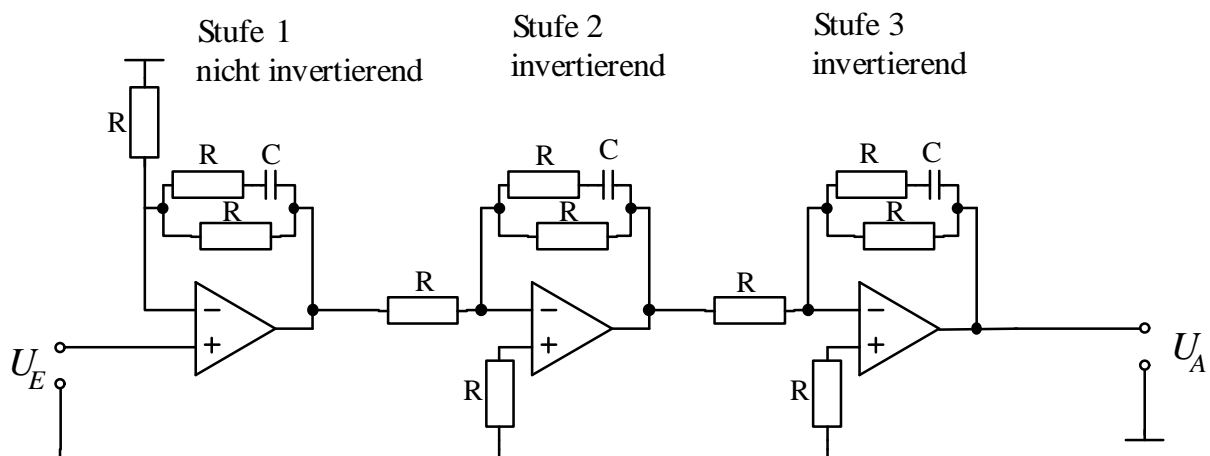 Stufe 1
nicht invertierend
Stufe 2
invertierend
Stufe 3
invertierend
R
R C
R
R C
R
R C
R
R
R
−
+
−
+
−
+
R
R
U_E
U_A